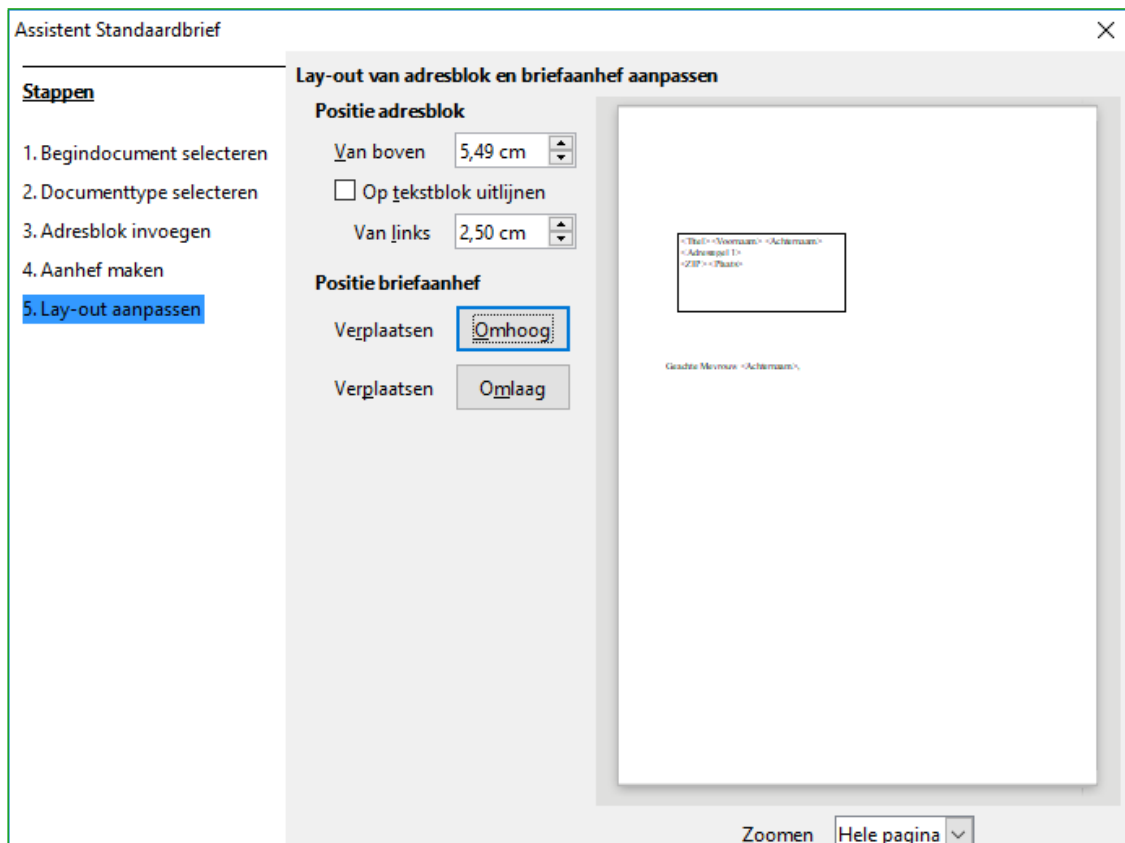 Assistent Standaardbrief
Stappen
1. Begindocument selecteren
2. Documenttype selecteren
3. Adresblok invoegen
4. Aanhef maken
5. Lay-out aanpassen
Lay-out van adresblok en briefaanhef aanpassen
Positie adresblok
Van boven 5,49 cm
Op tekstblok uitlijnen
Van links 2,50 cm
Positie briefaanhef
Verplaatsen Omhoog
Verplaatsen Omlaag
<Titel> <Voornaam> <Achternaam>
<Adresregel 1>
<ZIP> <Plaats>
Geachte Mevrouw <Achternaam>,
Zoomen Hele pagina